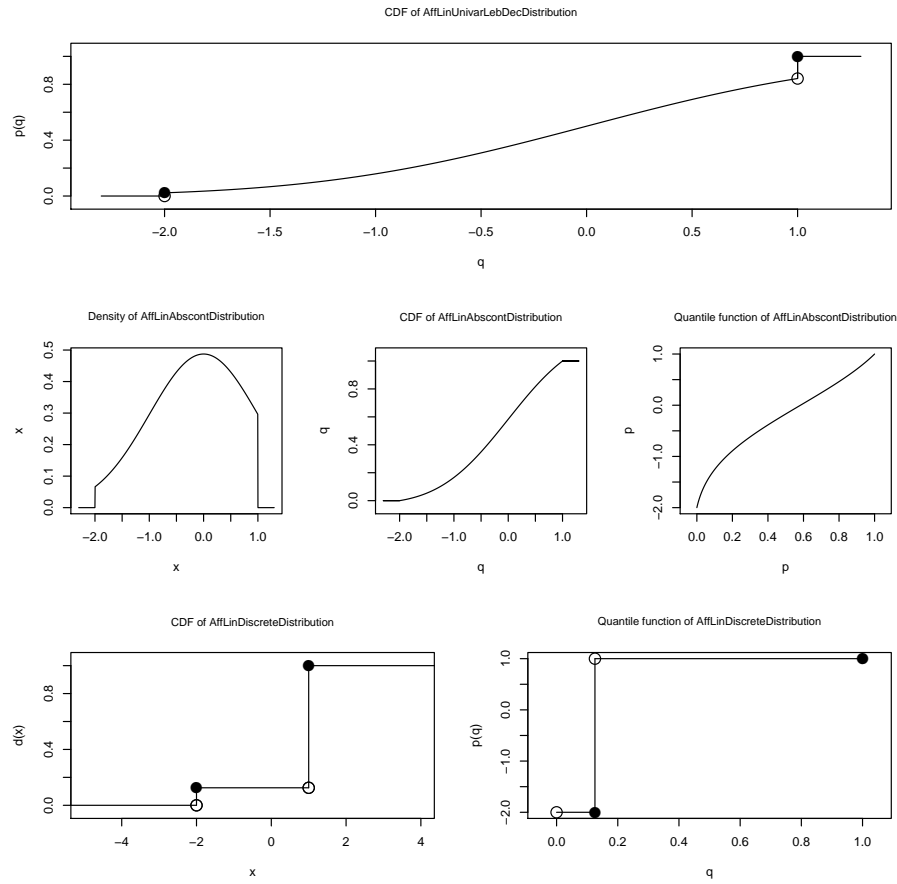 CDF of AffLinUnivarLebDecDistribution
p(q)
0.0 0.4 0.8
−2.0 −1.5 −1.0 −0.5 0.0 0.5 1.0
q
Density of AffLinAbscontDistribution
x
0.0 0.1 0.2 0.3 0.4 0.5
−2.0 −1.0 0.0 1.0
x
CDF of AffLinAbscontDistribution
q
0.0 0.4 0.8
−2.0 −1.0 0.0 1.0
q
Quantile function of AffLinAbscontDistribution
p
−2.0 −1.0 0.0 1.0
0.0 0.2 0.4 0.6 0.8 1.0
p
CDF of AffLinDiscreteDistribution
d(x)
0.0 0.4 0.8
−4 −2 0 2 4
x
Quantile function of AffLinDiscreteDistribution
p(q)
−2.0 −1.0 0.0 1.0
0.0 0.2 0.4 0.6 0.8 1.0
q